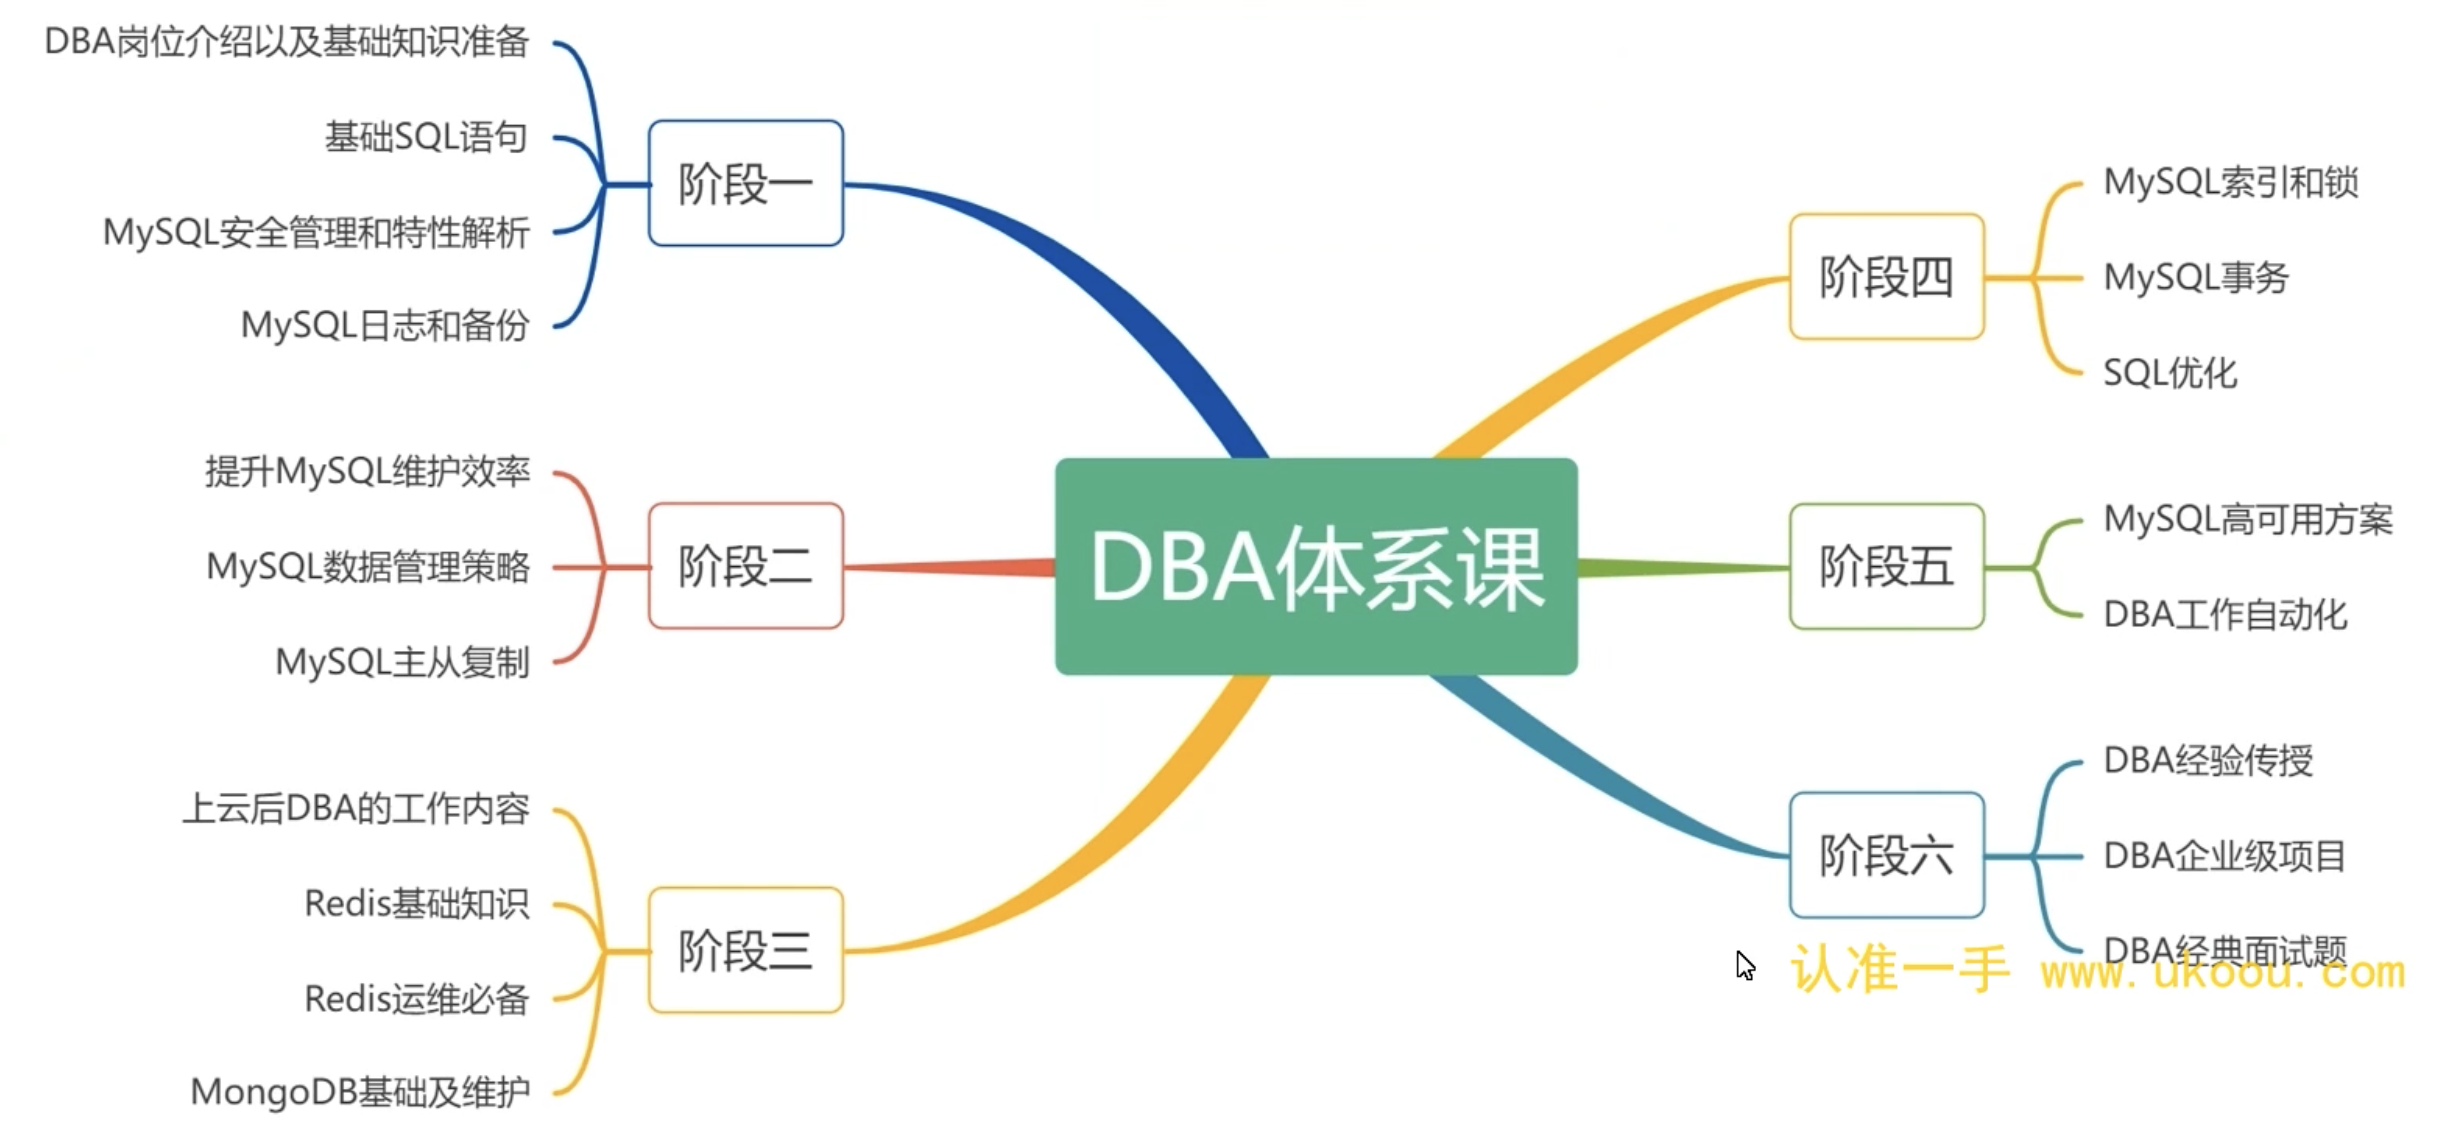 DBA体系课
阶段一
DBA岗位介绍以及基础知识准备
基础SQL语句
MySQL安全管理和特性解析
MySQL日志和备份
阶段二
提升MySQL维护效率
MySQL数据管理策略
MySQL主从复制
阶段三
上云后DBA的工作内容
Redis基础知识
Redis运维必备
MongoDB基础及维护
阶段四
MySQL索引和锁
MySQL事务
SQL优化
阶段五
MySQL高可用方案
DBA工作自动化
阶段六
DBA经验传授
DBA企业级项目
DBA经典面试题
认准一手 www.ukoou.com